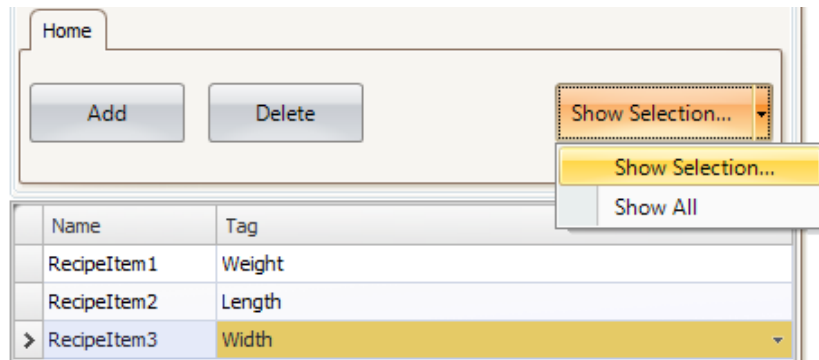 Home
Add Delete Show Selection...
Show Selection...
Show All
Name Tag
RecipeItem1 Weight
RecipeItem2 Length
RecipeItem3 Width